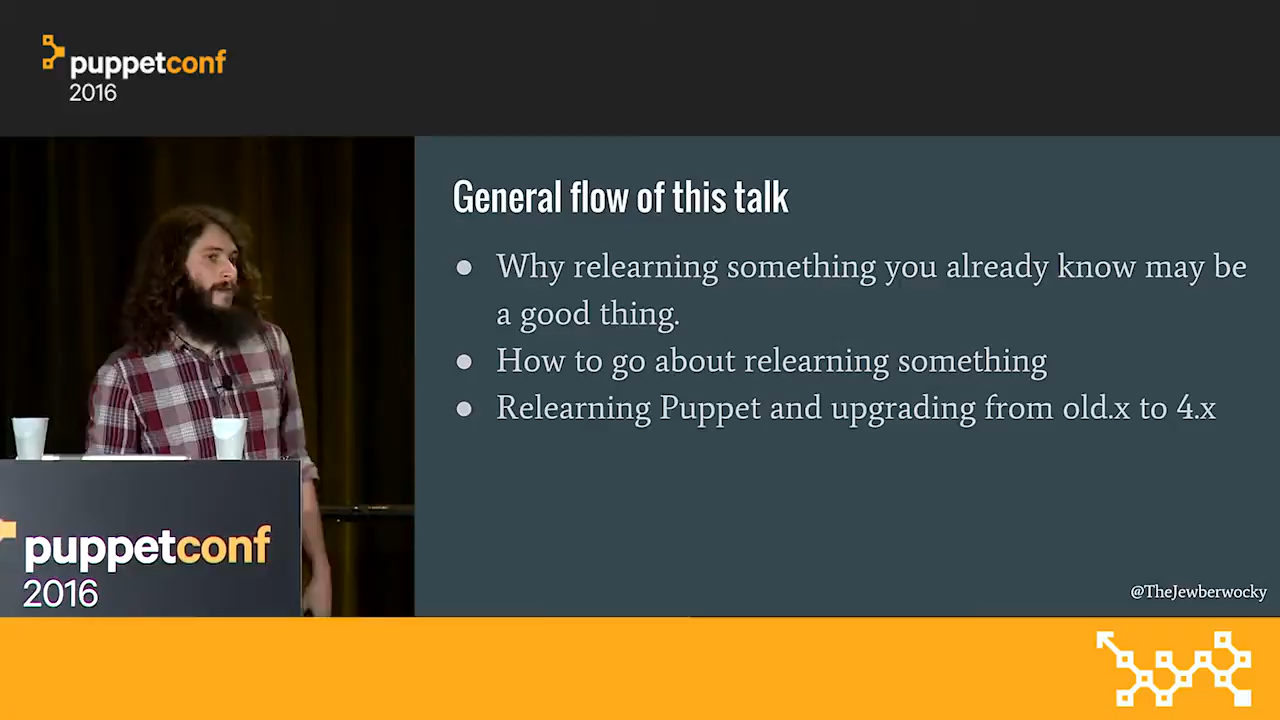 puppetconf
2016
General flow of this talk
● Why relearning something you already know may be
a good thing.
● How to go about relearning something
● Relearning Puppet and upgrading from old.x to 4.x
puppetconf
2016
@TheJewberwocky